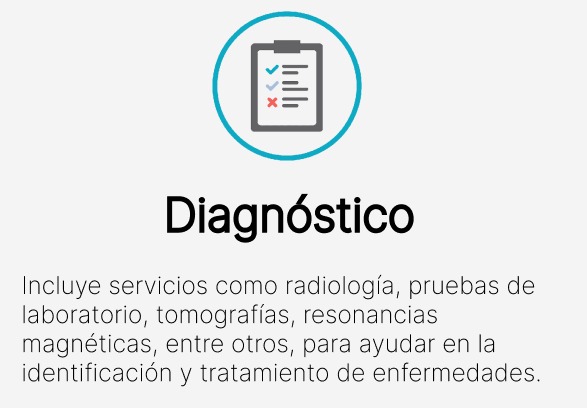 Diagnóstico
Incluye servicios como radiología, pruebas de
laboratorio, tomografías, resonancias
magnéticas, entre otros, para ayudar en la
identificación y tratamiento de enfermedades.